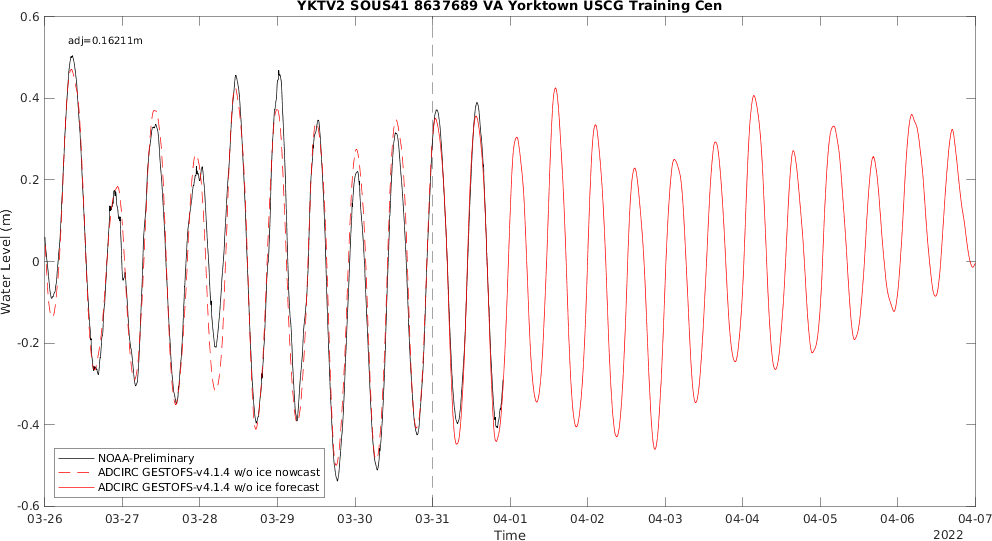 YKTV2 SOUS41 8637689 VA Yorktown USCG Training Cen
adj=0.16211m
0.6
0.4
0.2
0
-0.2
-0.4
-0.6
Water Level (m)
NOAA-Preliminary
ADCIRC GESTOFS-v4.1.4 w/o ice nowcast
ADCIRC GESTOFS-v4.1.4 w/o ice forecast
03-26 03-27 03-28 03-29 03-30 03-31 04-01 04-02 04-03 04-04 04-05 04-06 04-07
Time
2022